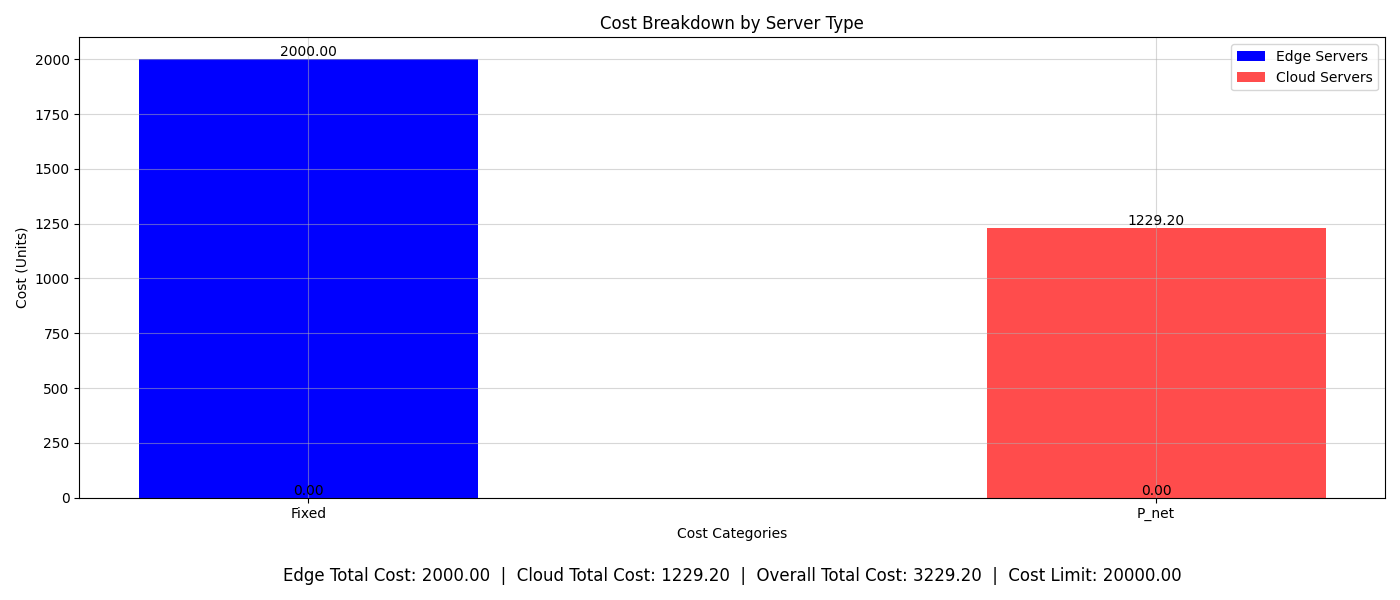 Cost Breakdown by Server Type
Edge Servers
Cloud Servers
2000.00
1229.20
0.00
0.00
2000
1750
1500
1250
1000
750
500
250
0
Cost (Units)
Fixed
P_net
Cost Categories
Edge Total Cost: 2000.00 | Cloud Total Cost: 1229.20 | Overall Total Cost: 3229.20 | Cost Limit: 20000.00